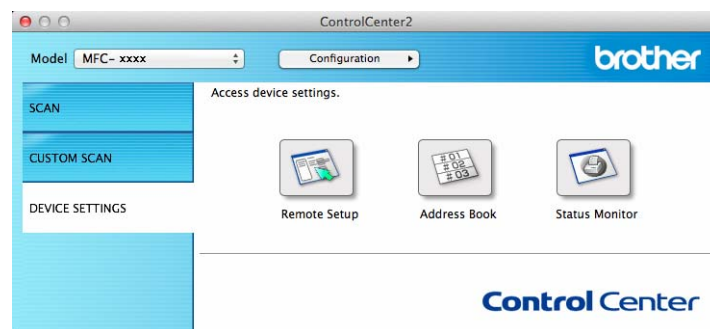 ControlCenter2
Model MFC- xxxx Configuration brother
Access device settings.
SCAN
CUSTOM SCAN
DEVICE SETTINGS
# 01
# 02
# 03
Remote Setup Address Book Status Monitor
Control Center